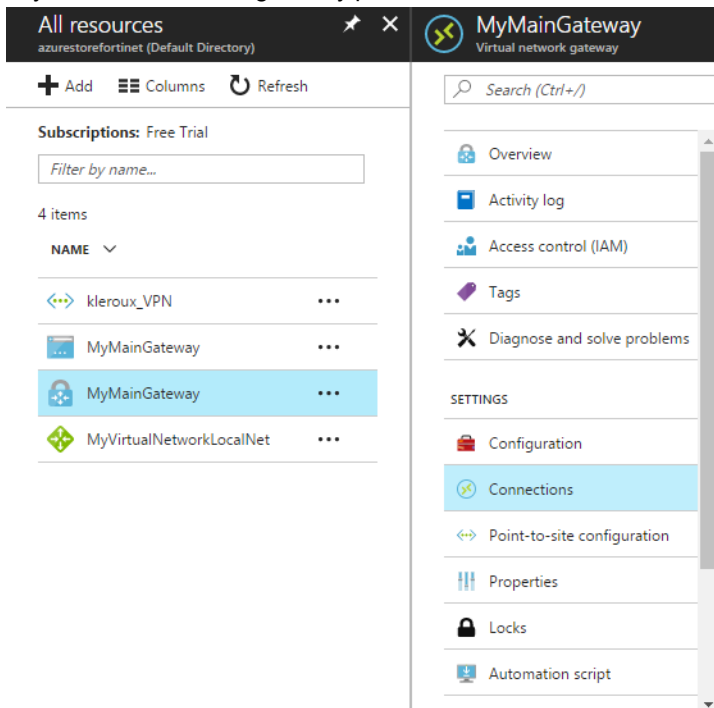 All resources
azurestorefortinet (Default Directory)
Add Columns Refresh
Subscriptions: Free Trial
Filter by name...
4 items
NAME
kleroux_VPN
MyMainGateway
MyMainGateway
MyVirtualNetworkLocalNet
MyMainGateway
Virtual network gateway
Search (Ctrl+/)
Overview
Activity log
Access control (IAM)
Tags
Diagnose and solve problems
SETTINGS
Configuration
Connections
Point-to-site configuration
Properties
Locks
Automation script